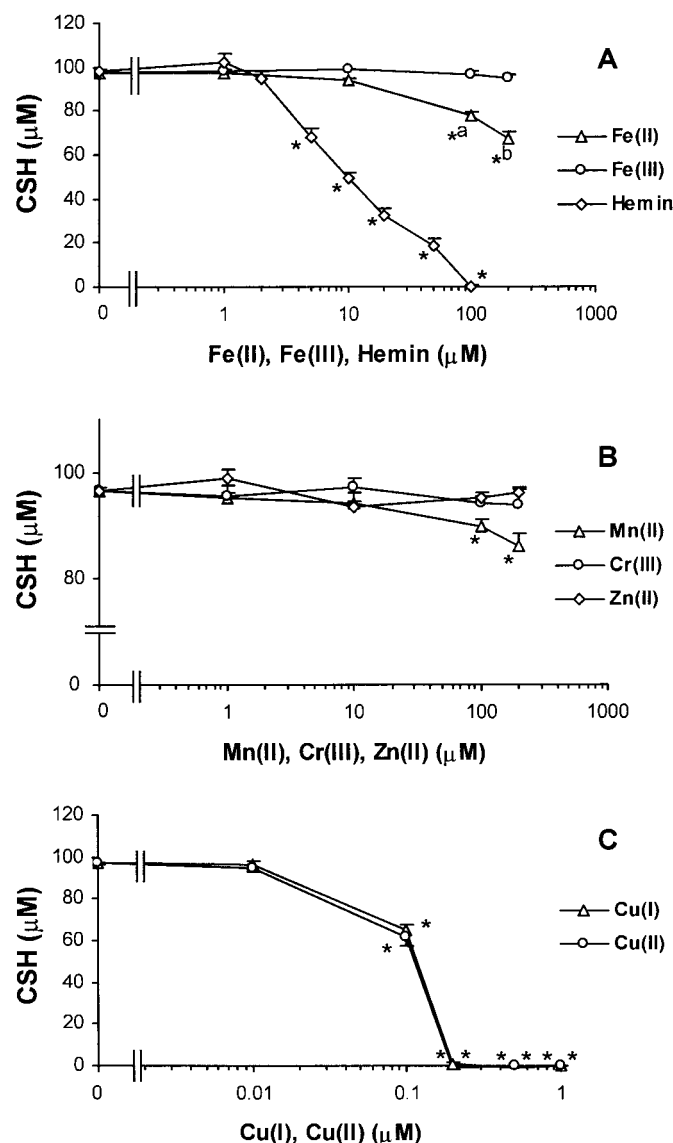 120
100
80
60
40
20
0
CSH (μM)
A
Fe(II)
Fe(III)
Hemin
*a
*b
* * * * *
0 1 10 100 1000
Fe(II), Fe(III), Hemin (μM)
B
100
80
0
CSH (μM)
Mn(II)
Cr(III)
Zn(II)
* *
0 1 10 100 1000
Mn(II), Cr(III), Zn(II) (μM)
C
120
100
80
60
40
20
0
CSH (μM)
Cu(I)
Cu(II)
* *
* * * * * *
0 0.01 0.1 1
Cu(I), Cu(II) (μM)